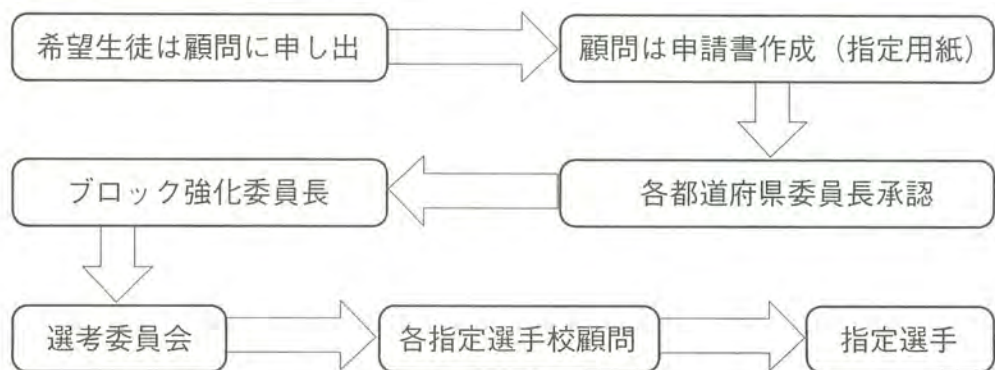 希望生徒は顧問に申し出
顧問は申請書作成（指定用紙）
各都道府県委員長承認
ブロック強化委員長
選考委員会
各指定選手校顧問
指定選手